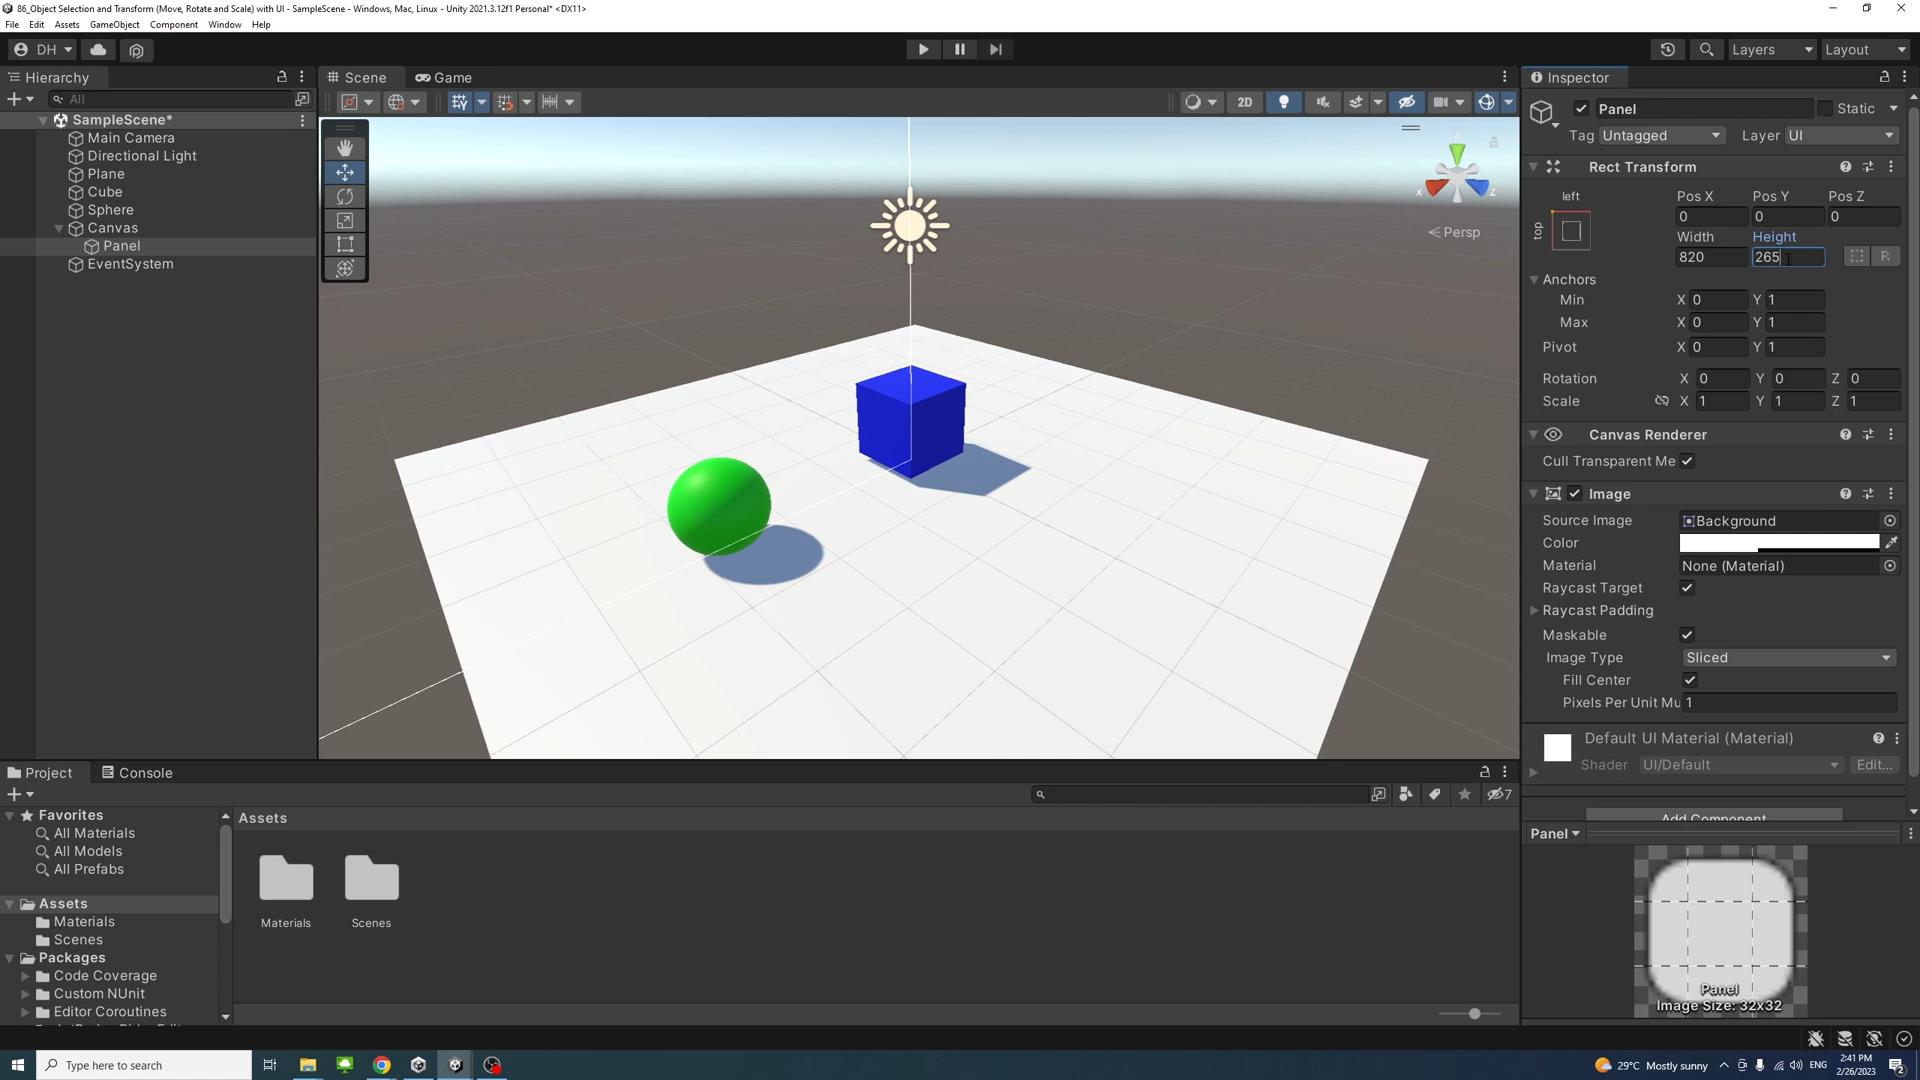 86_Object Selection and Transform (Move, Rotate and Scale) with UI - SampleScene - Windows, Mac, Linux - Unity 2021.3.12f1 Personal* <DX11>
File Edit Assets GameObject Component Window Help
DH
Layers
Layout
Hierarchy
All
SampleScene*
Main Camera
Directional Light
Plane
Cube
Sphere
Canvas
Panel
EventSystem
Scene
Game
2D
y
x
z
Persp
Inspector
Panel
Static
Tag Untagged
Layer UI
Rect Transform
left
top
Pos X Pos Y Pos Z
0 0 0
Width Height
820 265
R
Anchors
Min X 0 Y 1
Max X 0 Y 1
Pivot X 0 Y 1
Rotation X 0 Y 0 Z 0
Scale X 1 Y 1 Z 1
Canvas Renderer
Cull Transparent Me
Image
Source Image Background
Color
Material None (Material)
Raycast Target
Raycast Padding
Maskable
Image Type Sliced
Fill Center
Pixels Per Unit Mu 1
Default UI Material (Material)
Shader UI/Default Edit...
Add Component
Panel
Panel
Image Size: 32x32
Project
Console
7
Favorites
All Materials
All Models
All Prefabs
Assets
Materials
Scenes
Packages
Code Coverage
Custom NUnit
Editor Coroutines
Assets
Materials
Scenes
Type here to search
29°C Mostly sunny
ENG
2:41 PM
2/26/2023
2